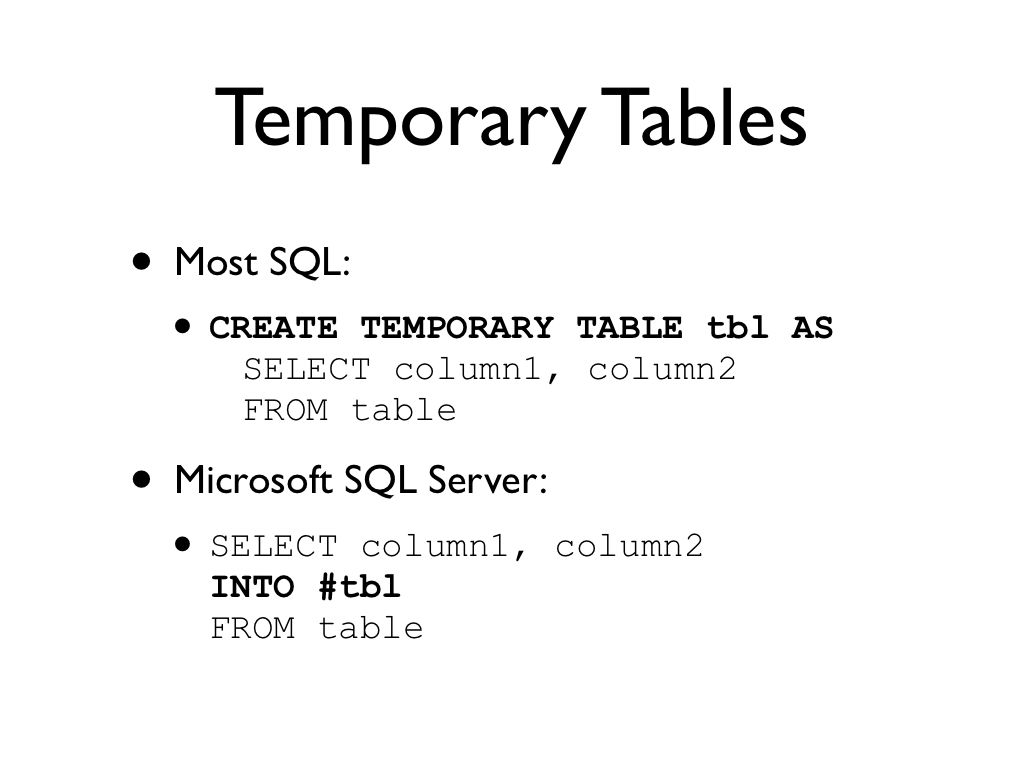 Temporary Tables
• Most SQL:
• CREATE TEMPORARY TABLE tbl AS
SELECT column1, column2
FROM table
• Microsoft SQL Server:
• SELECT column1, column2
INTO #tbl
FROM table